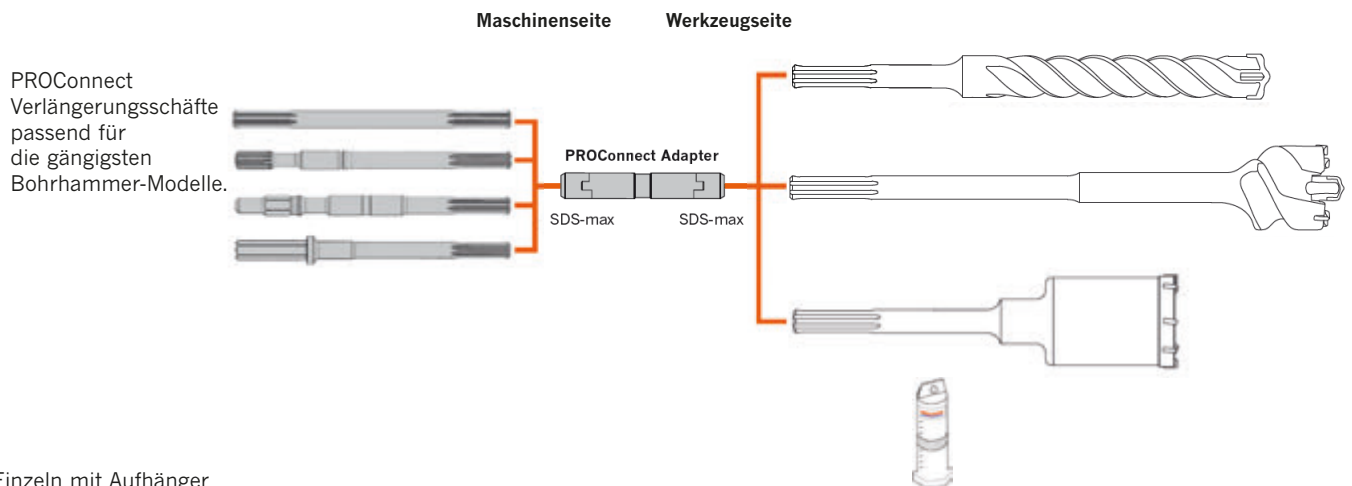 Maschinenseite Werkzeugseite
PROConnect
Verlängerungsschäfte
passend für
die gängigsten
Bohrhammer-Modelle.
PROConnect Adapter
SDS-max SDS-max
Einzeln mit Aufhänger